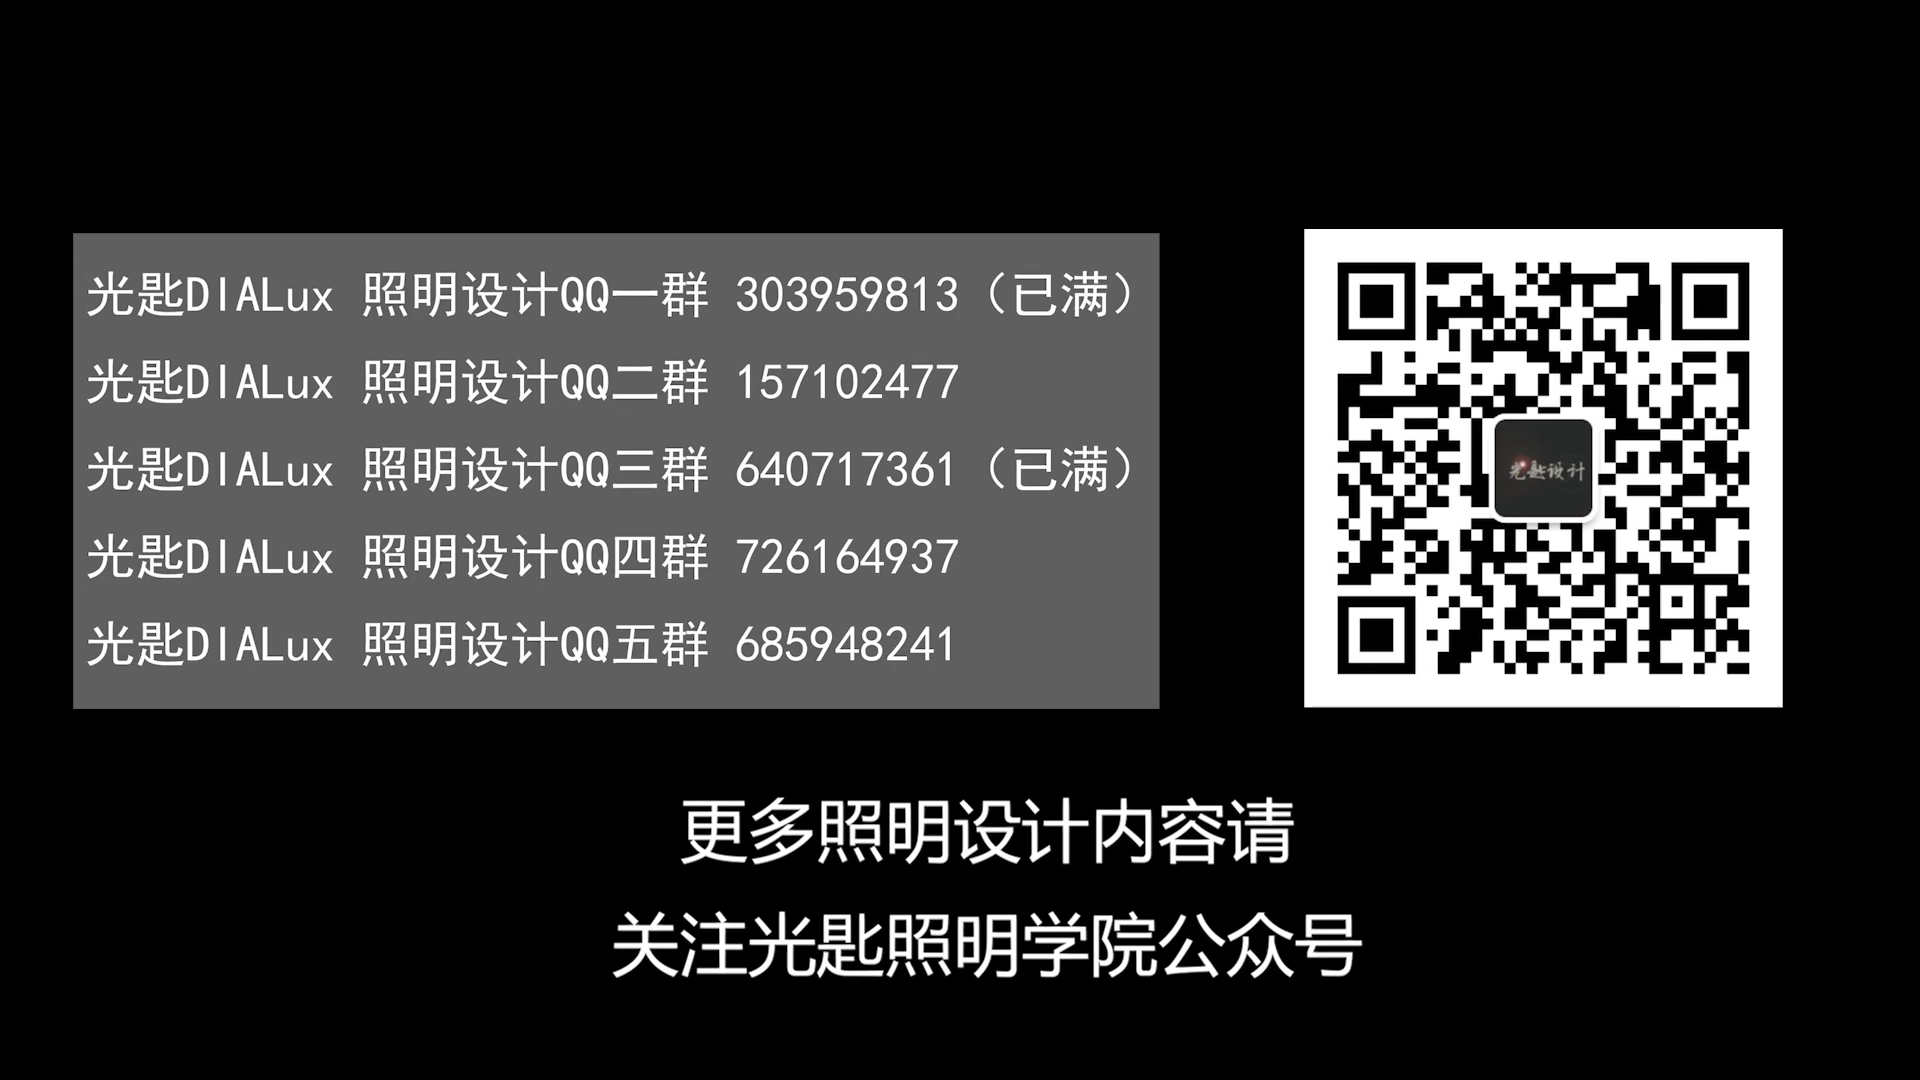 光匙DIALux 照明设计QQ一群 303959813（已满）
光匙DIALux 照明设计QQ二群 157102477
光匙DIALux 照明设计QQ三群 640717361（已满）
光匙DIALux 照明设计QQ四群 726164937
光匙DIALux 照明设计QQ五群 685948241
光匙设计
更多照明设计内容请
关注光匙照明学院公众号